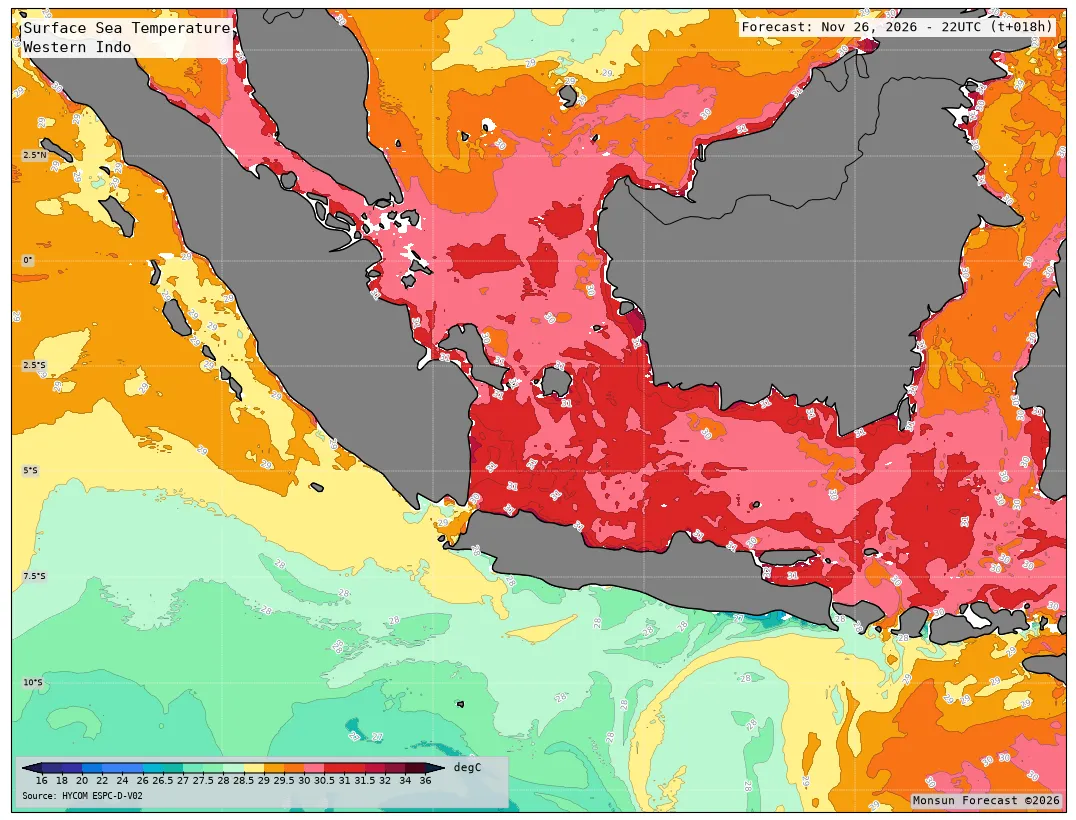 Surface Sea Temperature
Western Indo
Forecast: Nov 26, 2026 - 22UTC (t+018h)
2.5°N
0°
2.5°S
5°S
7.5°S
10°S
16 18 20 22 24 26 26.5 27 27.5 28 28.5 29 29.5 30 30.5 31 31.5 32 34 36 degC
Source: HYCOM ESPC-D-V02
Monsun Forecast ©2026